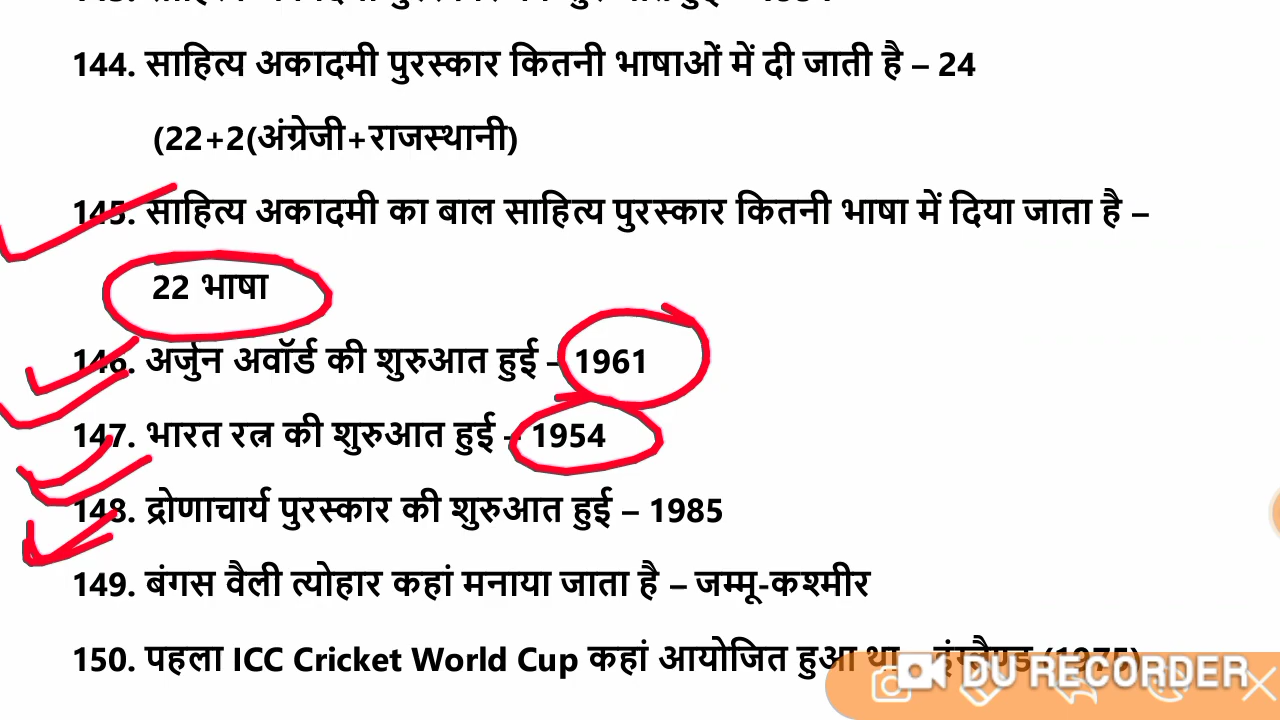 144. साहित्य अकादमी पुरस्कार कितनी भाषाओं में दी जाती है – 24
(22+2(अंग्रेजी+राजस्थानी)
145. साहित्य अकादमी का बाल साहित्य पुरस्कार कितनी भाषा में दिया जाता है –
22 भाषा
146. अर्जुन अवॉर्ड की शुरुआत हुई – 1961
147. भारत रत्न की शुरुआत हुई – 1954
148. द्रोणाचार्य पुरस्कार की शुरुआत हुई – 1985
149. बंगस वैली त्योहार कहां मनाया जाता है – जम्मू-कश्मीर
150. पहला ICC Cricket World Cup कहां आयोजित हुआ था – इंग्लैण्ड (1975)
DU RECORDER